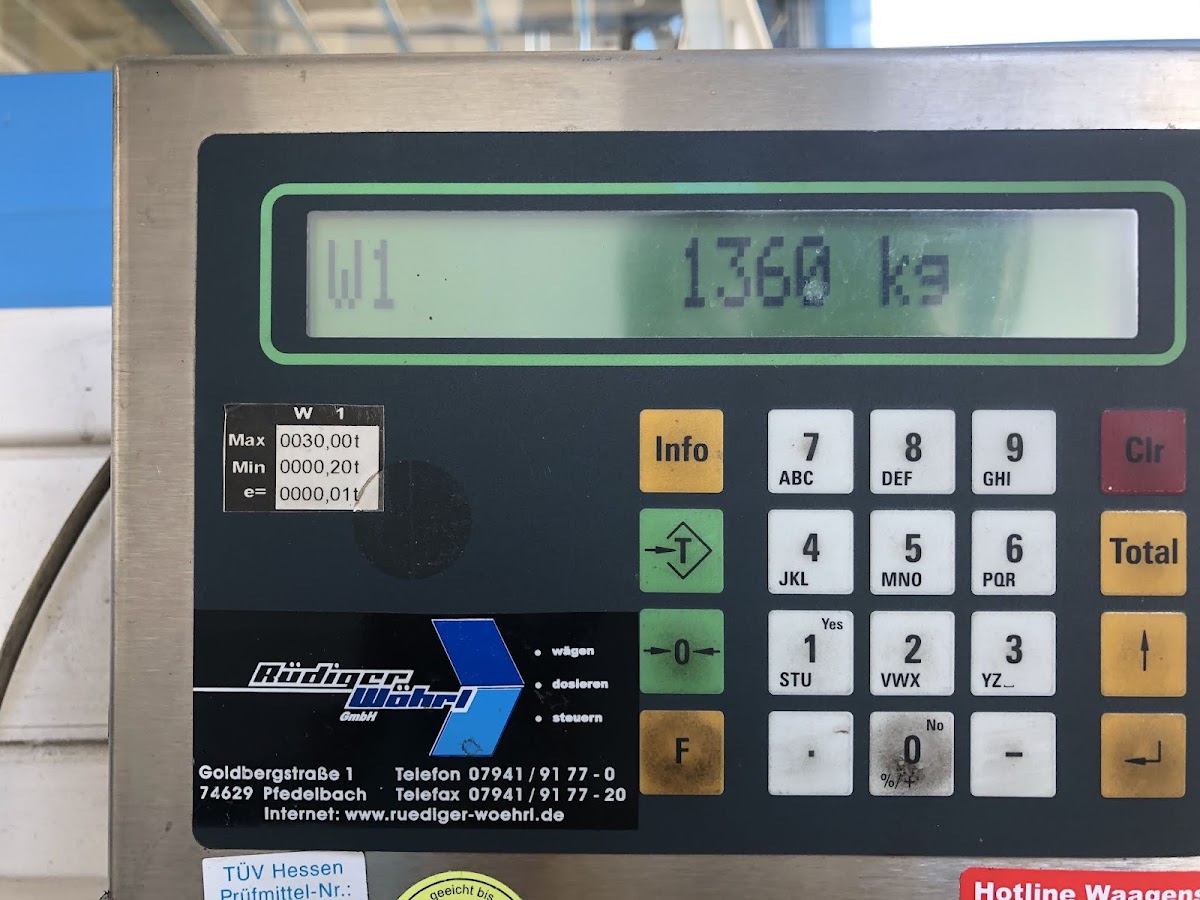 W1 1360 kg
W 1
Max 0030,00t
Min 0000,20t
e= 0000,01t
Info
7
ABC
8
DEF
9
GHI
Clr
T
4
JKL
5
MNO
6
PQR
Total
0
1 Yes
STU
2
VWX
3
YZ_
F
.
0 No
%/+
-
Rüdiger
Wöhrl
GmbH
• wägen
• dosieren
• steuern
Goldbergstraße 1 Telefon 07941/91 77-0
74629 Pfedelbach Telefax 07941/91 77-20
Internet: www.ruediger-woehrl.de
TÜV Hessen
Prüfmittel-Nr.:
geeicht bis
Hotline Waagens